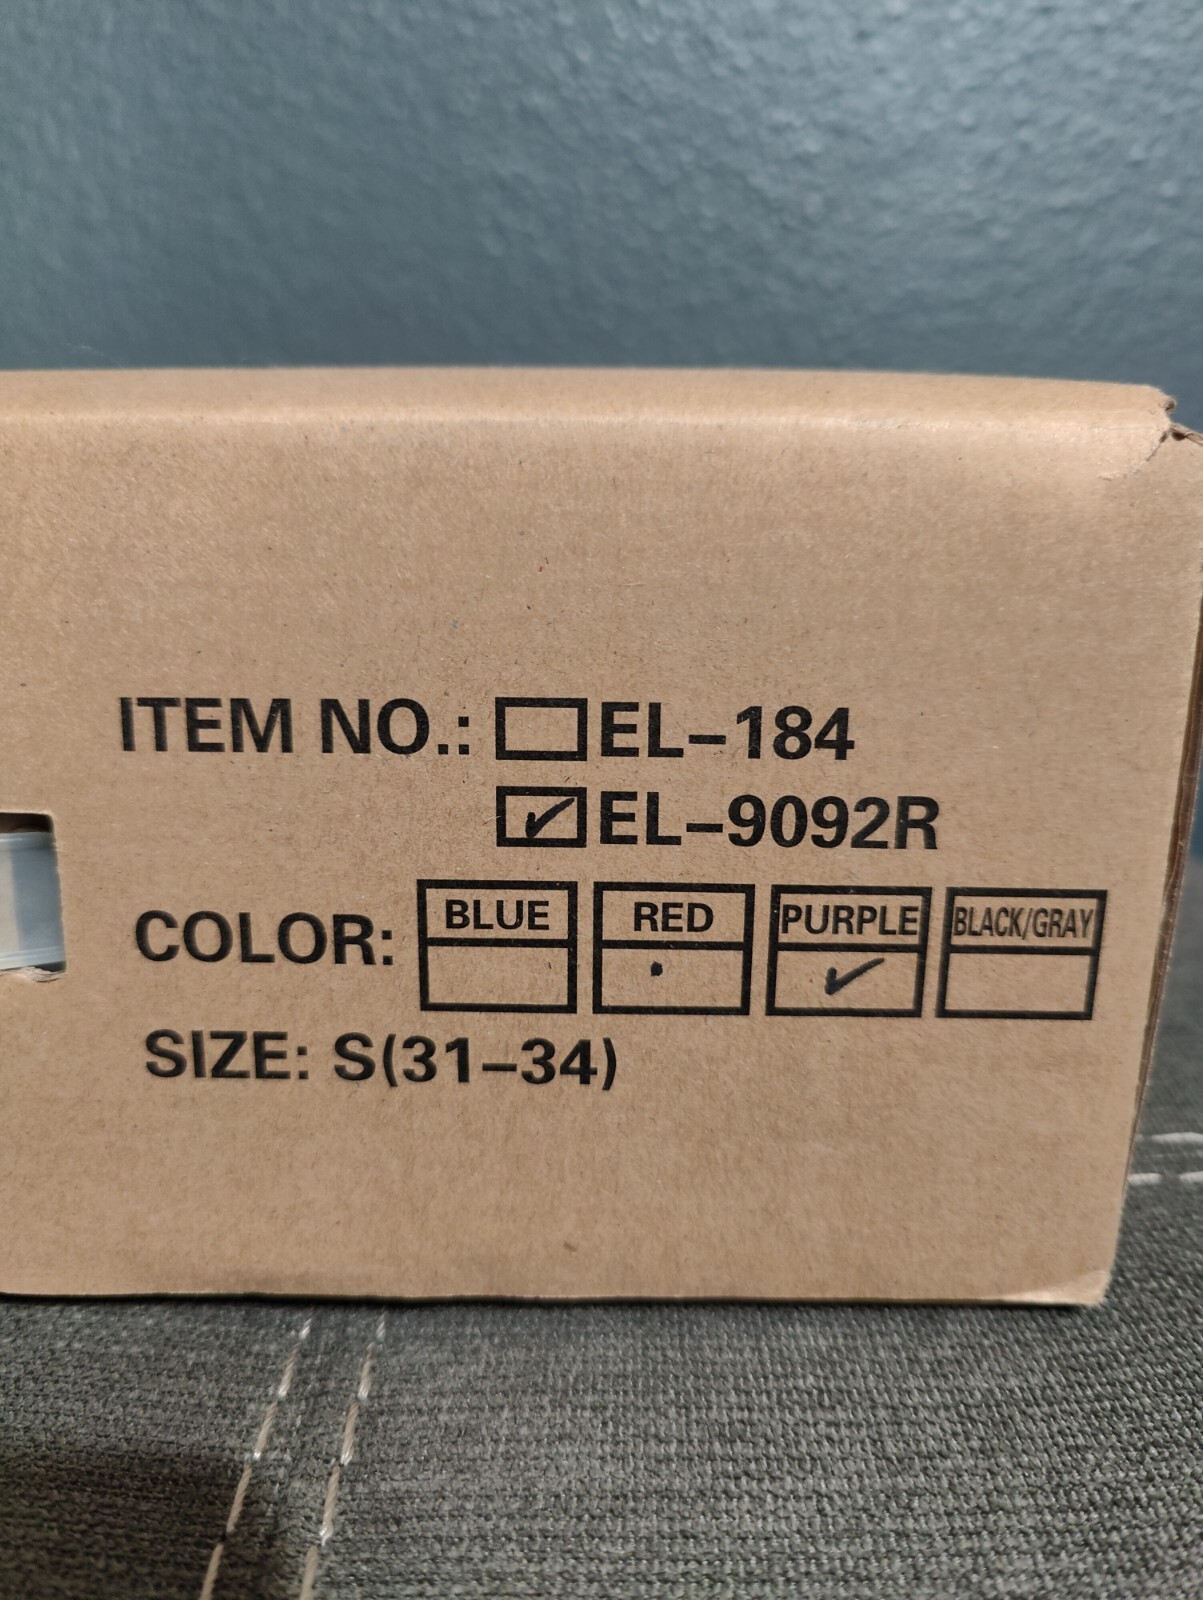 ITEM NO.: EL-184
EL-9092R
COLOR: BLUE RED PURPLE BLACK/GRAY
SIZE: S(31-34)